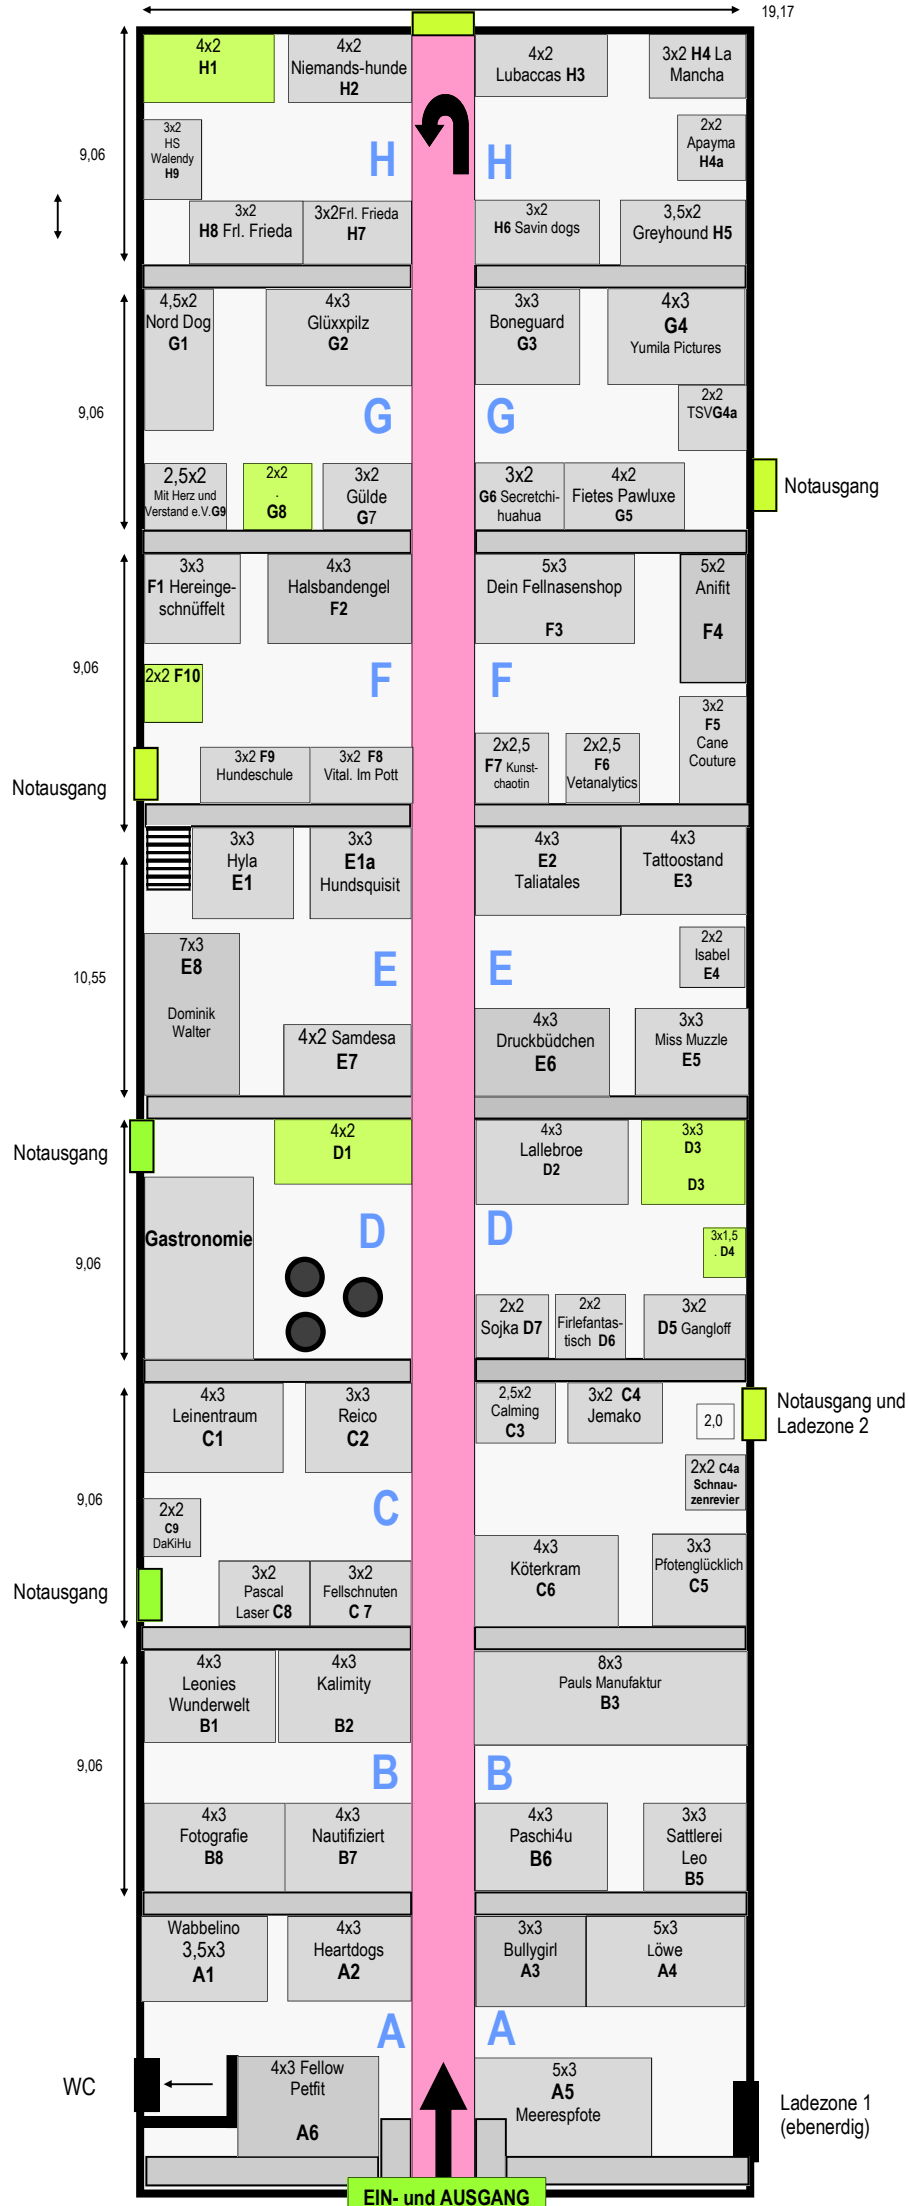 19,17
4x2
H1
4x2
Niemands-hunde
H2
4x2
Lubaccas H3
3x2 H4 La
Mancha
3x2
HS
Walendy
H9
9,06
H
H
2x2
Apayma
H4a
3x2
H8 Frl. Frieda
3x2Frl. Frieda
H7
3x2
H6 Savin dogs
3,5x2
Greyhound H5
4,5x2
Nord Dog
G1
4x3
Glüxxpilz
G2
3x3
Boneguard
G3
4x3
G4
Yumila Pictures
9,06
G
G
2x2
TSVG4a
2,5x2
Mit Herz und
Verstand e.V.G9
2x2
.
G8
3x2
Gülde
G7
3x2
G6 Secretchi-
huahua
4x2
Fietes Pawluxe
G5
Notausgang
3x3
F1 Hereinge-
schnüffelt
4x3
Halsbandengel
F2
5x3
Dein Fellnasenshop
F3
5x2
Anifit
F4
9,06
2x2 F10
F
F
3x2
F5
Cane
Couture
Notausgang
3x2 F9
Hundeschule
3x2 F8
Vital. Im Pott
2x2,5
F7 Kunst-
chaotin
2x2,5
F6
Vetanalytics
3x3
Hyla
E1
3x3
E1a
Hundsquisit
4x3
E2
Taliatales
4x3
Tattoostand
E3
10,55
7x3
E8
Dominik
Walter
E
E
2x2
Isabel
E4
4x2 Samdesa
E7
4x3
Druckbüdchen
E6
3x3
Miss Muzzle
E5
Notausgang
4x2
D1
4x3
Lallebroe
D2
3x3
D3
D3
Gastronomie
D
D
3x1,5
. D4
9,06
2x2
Sojka D7
2x2
Firlefantas-
tisch D6
3x2
D5 Gangloff
4x3
Leinentraum
C1
3x3
Reico
C2
2,5x2
Calming
C3
3x2 C4
Jemako
2,0
Notausgang und
Ladezone 2
2x2 C4a
Schnau-
zenrevier
9,06
2x2
C9
DaKiHu
C
Notausgang
3x2
Pascal
Laser C8
3x2
Fellschnuten
C 7
4x3
Köterkram
C6
3x3
Pfotenglücklich
C5
4x3
Leonies
Wunderwelt
B1
4x3
Kalimity
B2
8x3
Pauls Manufaktur
B3
9,06
B
B
4x3
Fotografie
B8
4x3
Nautifiziert
B7
4x3
Paschi4u
B6
3x3
Sattlerei
Leo
B5
Wabbelino
3,5x3
A1
4x3
Heartdogs
A2
3x3
Bullygirl
A3
5x3
Löwe
A4
A
A
WC
4x3 Fellow
Petfit
A6
5x3
A5
Meerespfote
Ladezone 1
(ebenerdig)
EIN- und AUSGANG